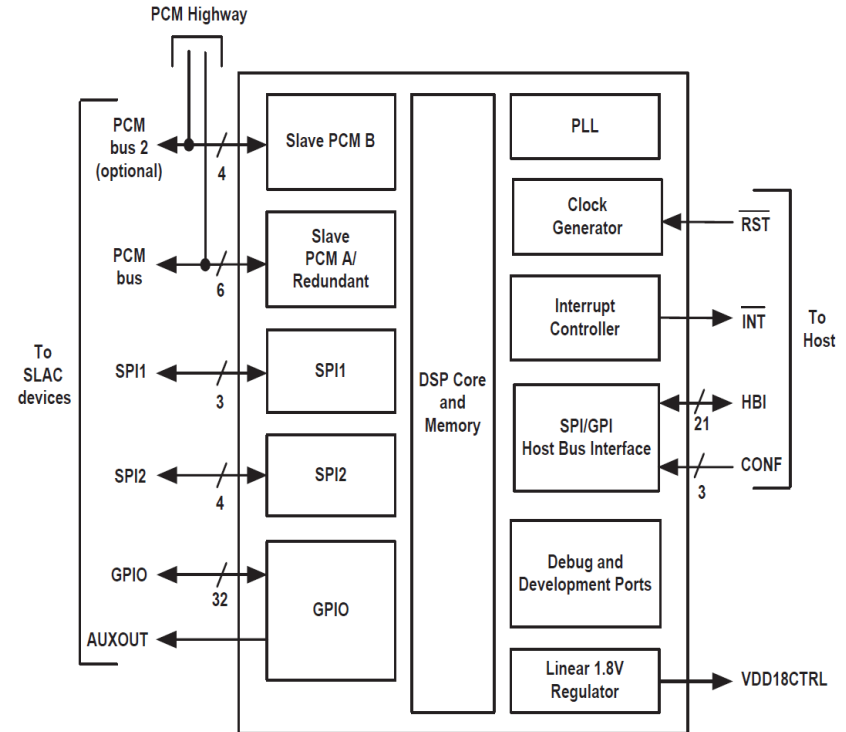 PCM Highway
PCM
bus 2
(optional)
4
Slave PCM B
PCM
bus
6
Slave
PCM A/
Redundant
To
SLAC
devices
SPI1
3
SPI1
SPI2
4
SPI2
GPIO
32
GPIO
AUXOUT
DSP Core
and
Memory
PLL
Clock
Generator
RST
Interrupt
Controller
INT
To
Host
SPI/GPI
Host Bus Interface
HBI
21
CONF
3
Debug and
Development Ports
Linear 1.8V
Regulator
VDD18CTRL